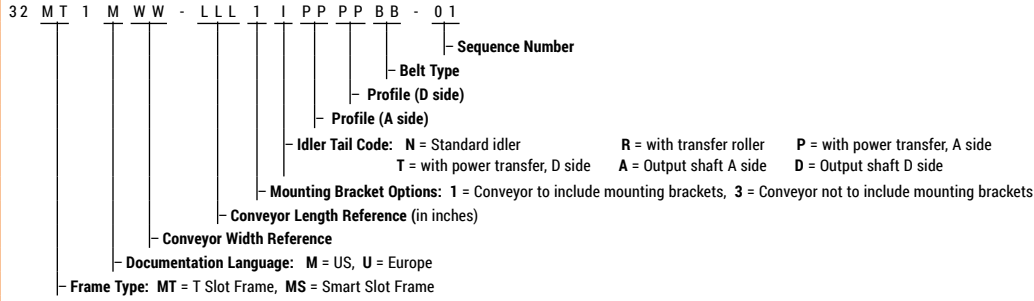 32 MT 1 M WW - LLL 1 I PP PP BB - 01
Sequence Number
Belt Type
Profile (D side)
Profile (A side)
Idler Tail Code: N = Standard idler R = with transfer roller P = with power transfer, A side
T = with power transfer, D side A = Output shaft A side D = Output shaft D side
Mounting Bracket Options: 1 = Conveyor to include mounting brackets, 3 = Conveyor not to include mounting brackets
Conveyor Length Reference (in inches)
Conveyor Width Reference
Documentation Language: M = US, U = Europe
Frame Type: MT = T Slot Frame, MS = Smart Slot Frame